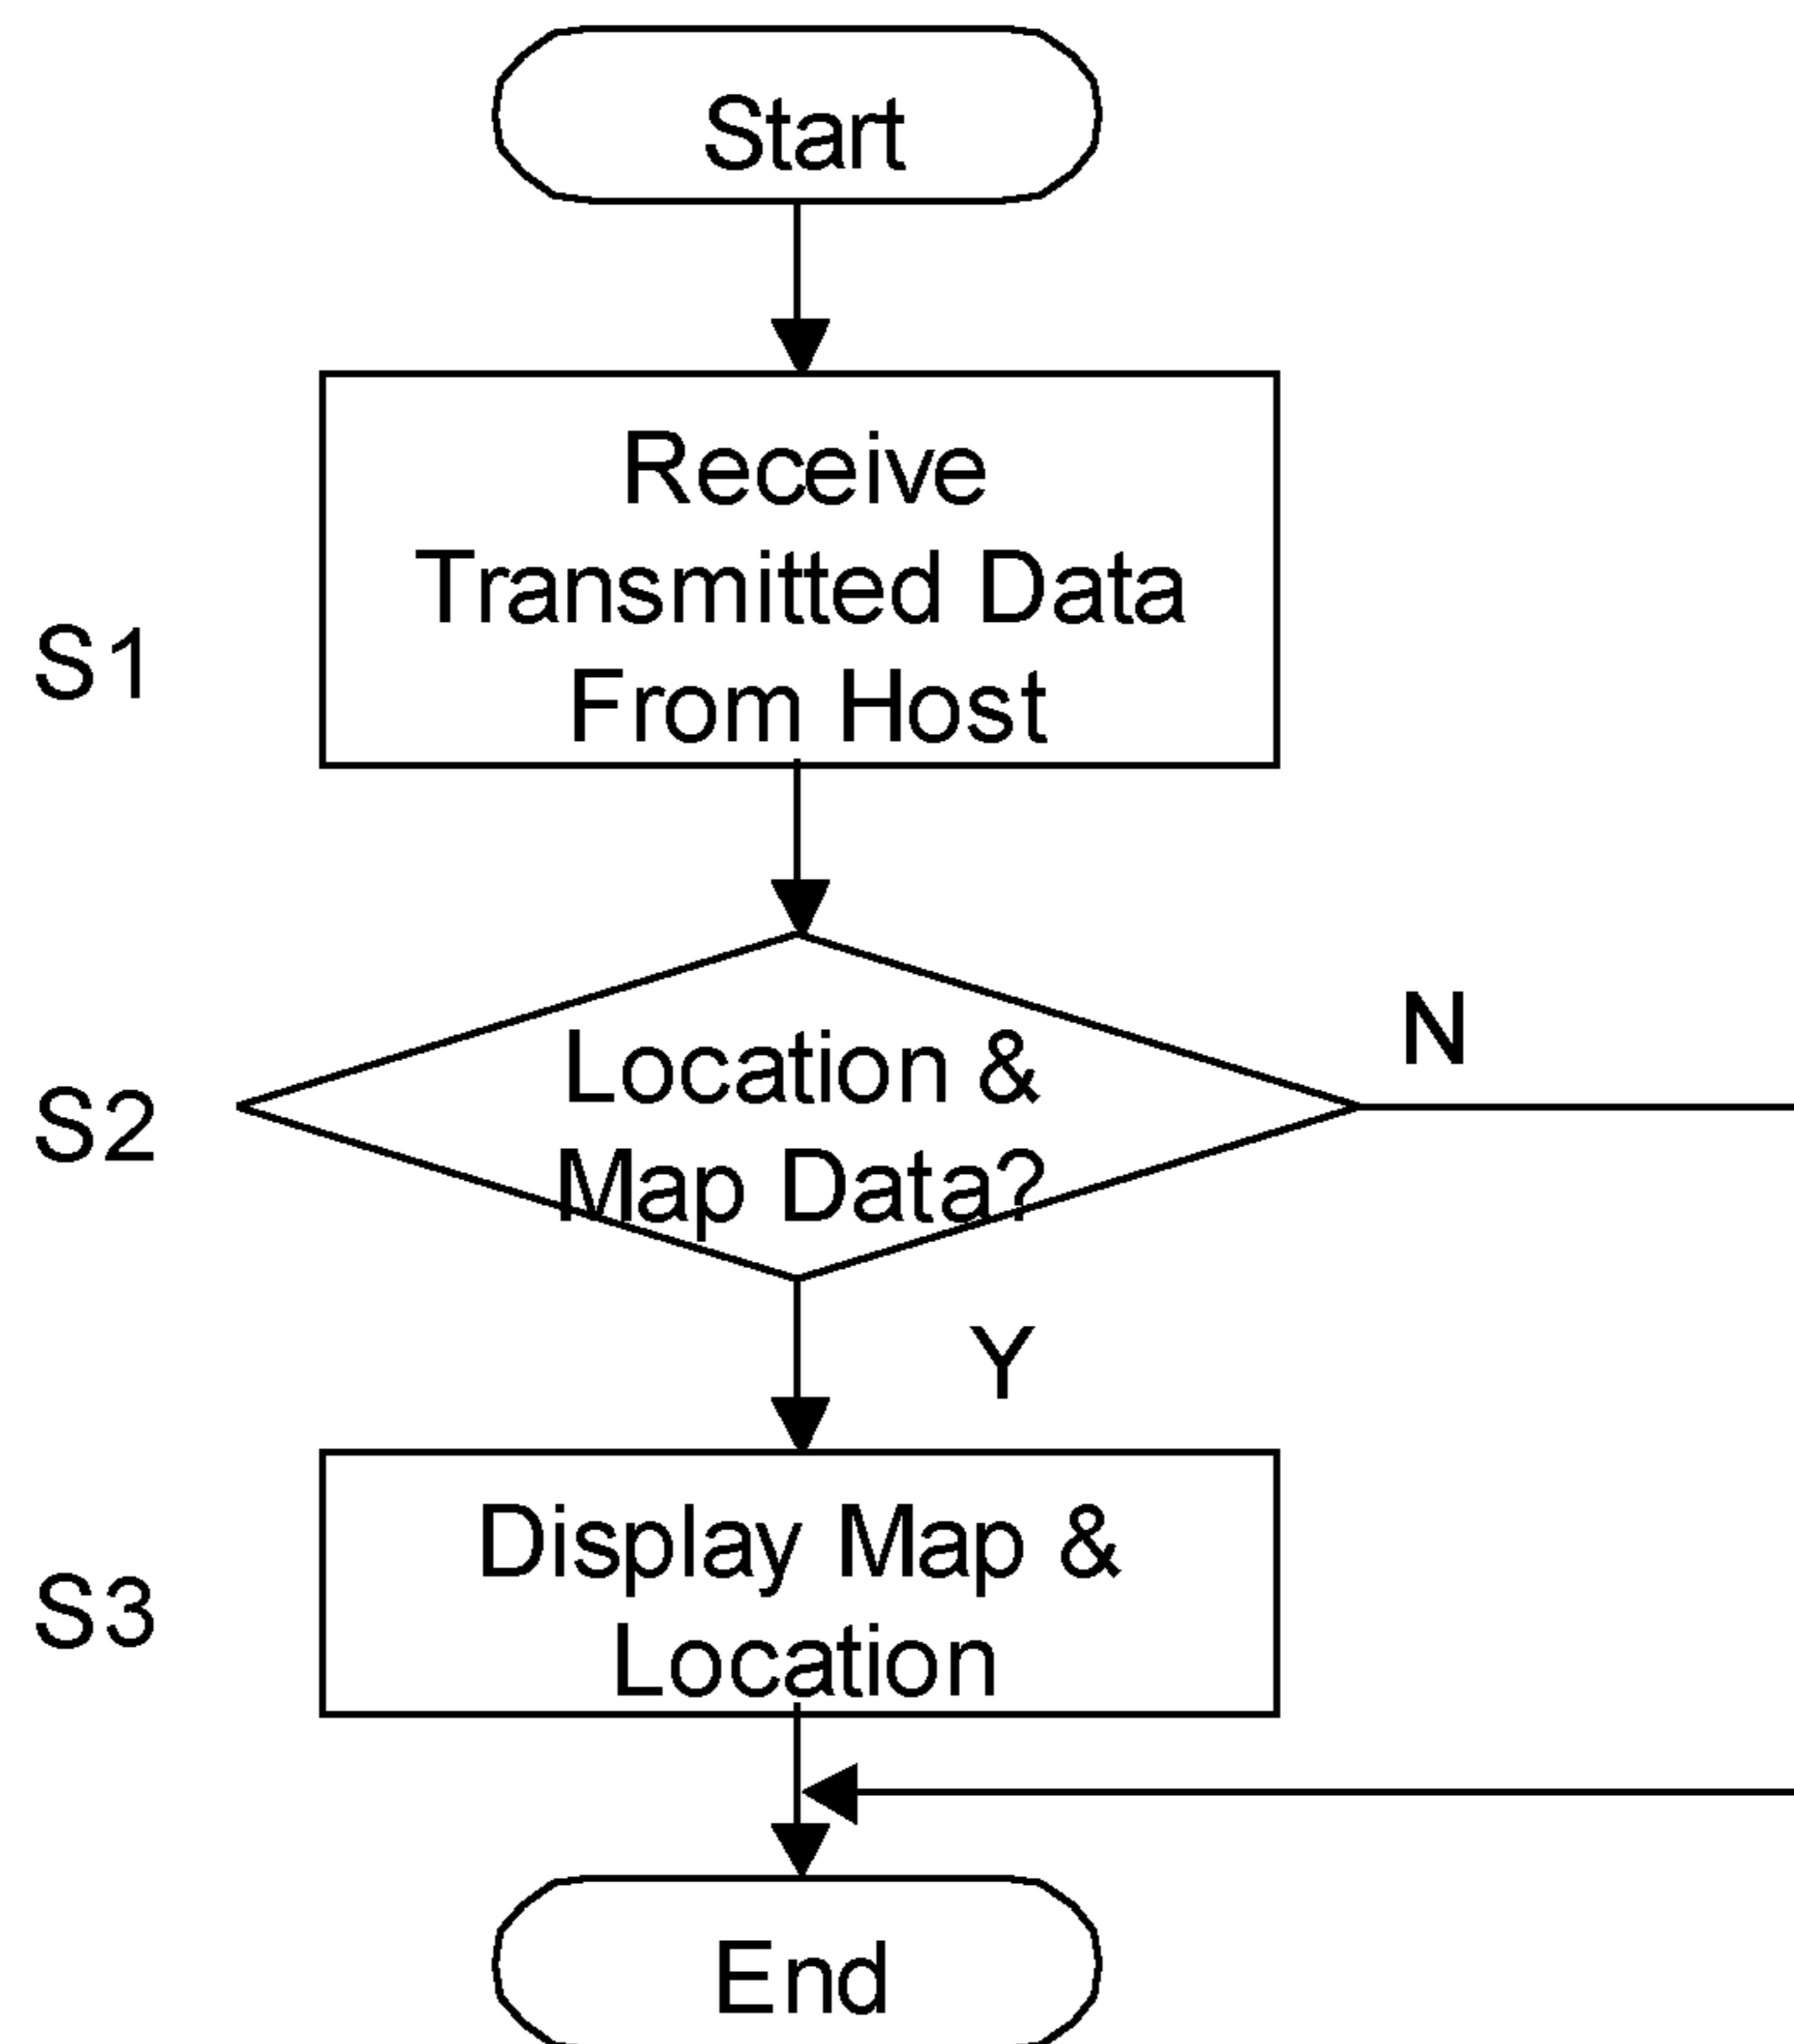 Start
Receive
Transmitted Data
From Host
S1
Location &
Map Data?
N
S2
Y
Display Map &
Location
S3
End